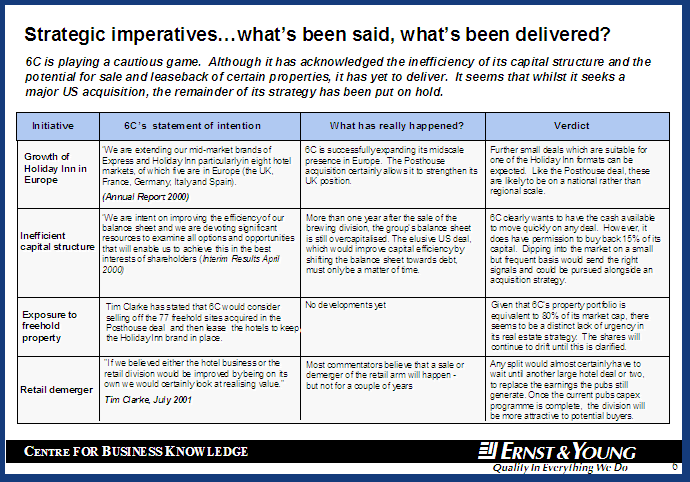 Strategic imperatives…what's been said, what's been delivered?
6C is playing a cautious game. Although it has acknowledged the inefficiency of its capital structure and the
potential for sale and leaseback of certain properties, it has yet to deliver. It seems that whilst it seeks a
major US acquisition, the remainder of its strategy has been put on hold.
Initiative
6C's statement of intention
What has really happened?
Verdict
Growth of
Holiday Inn in
Europe
'We are extending our mid-market brands of
Express and Holiday Inn particularly in eight hotel
markets, of which five are in Europe (the UK,
France, Germany, Italy and Spain).
(Annual Report 2000)
6C is successfully expanding its midscale
presence in Europe. The Posthouse
acquisition certainly allows it to strengthen its
UK position.
Further small deals which are suitable for
one of the Holiday Inn formats can be
expected. Like the Posthouse deal, these
are likely to be on a national rather than
regional scale.
Inefficient
capital structure
'We are intent on improving the efficiency of our
balance sheet and we are devoting significant
resources to examine all options and opportunities
that will enable us to achieve this in the best
interests of shareholders (Interim Results April
2000)
More than one year after the sale of the
brewing division, the group's balance sheet
is still overcapitalised. The elusive US deal,
which would improve capital efficiency by
shifting the balance sheet towards debt,
must only be a matter of time.
6C clearly wants to have the cash available
to move quickly on any deal. However, it
does have permission to buy back 15% of its
capital. Dipping into the market on a small
but frequent basis would send the right
signals and could be pursued alongside an
acquisition strategy.
Exposure to
freehold
property
Tim Clarke has stated that 6C would consider
selling off the 77 freehold sites acquired in the
Posthouse deal and then lease the hotels to keep
the Holiday Inn brand in place.
No developments yet
Given that 6C's property portfolio is
equivalent to 80% of its market cap, there
seems to be a distinct lack of urgency in
its real estate strategy. The shares will
continue to drift until this is clarified.
Retail demerger
"If we believed either the hotel business or the
retail division would be improved by being on its
own we would certainly look at realising value."
Tim Clarke, July 2001
Most commentators believe that a sale or
demerger of the retail arm will happen -
but not for a couple of years
Any split would almost certainly have to
wait until another large hotel deal or two,
to replace the earnings the pubs still
generate. Once the current pubs capex
programme is complete, the division will
be more attractive to potential buyers.
CENTRE FOR BUSINESS KNOWLEDGE
ERNST & YOUNG
Quality In Everything We Do
6